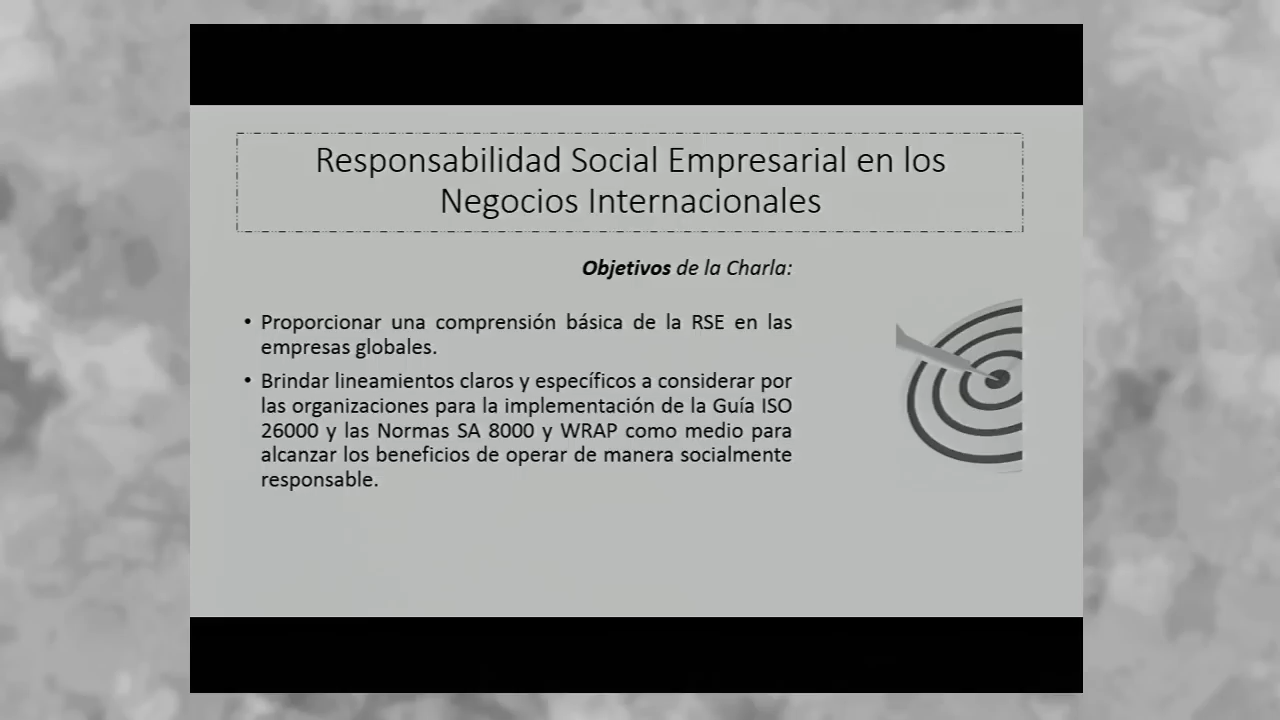 Responsabilidad Social Empresarial en los
Negocios Internacionales
Objetivos de la Charla:
• Proporcionar una comprensión básica de la RSE en las
empresas globales.
• Brindar lineamientos claros y específicos a considerar por
las organizaciones para la implementación de la Guía ISO
26000 y las Normas SA 8000 y WRAP como medio para
alcanzar los beneficios de operar de manera socialmente
responsable.